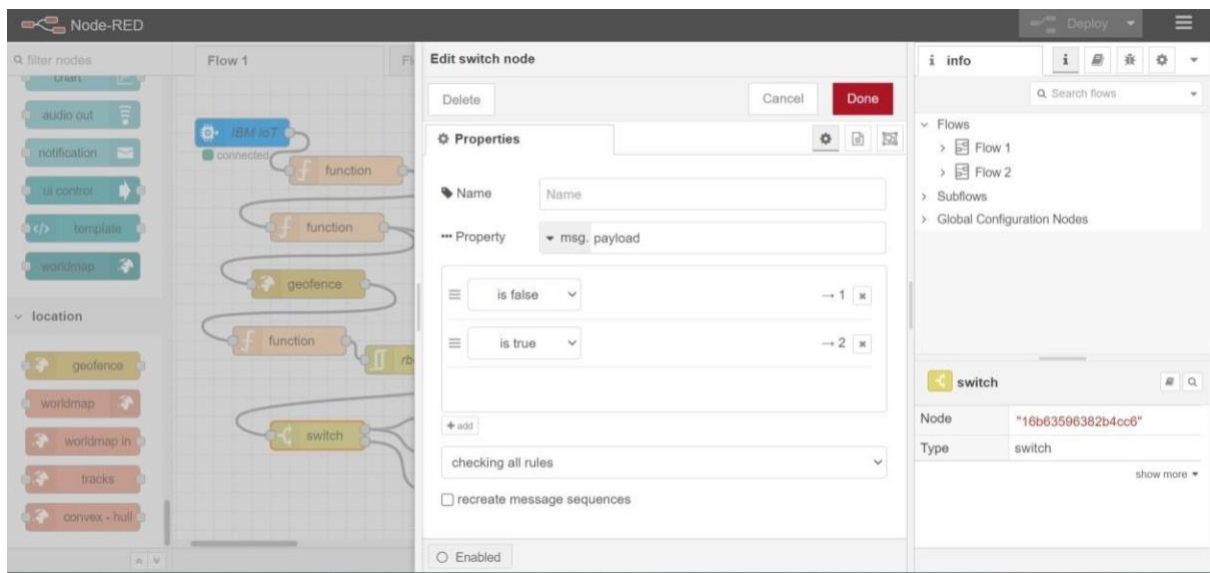 Node-RED
Deploy
filter nodes
chart
audio out
notification
ui control
template
worldmap
location
geofence
worldmap
worldmap in
tracks
convex - hull
Flow 1
IBM IoT
connected
function
function
geofence
function
switch
Edit switch node
Delete
Cancel
Done
Properties
Name
Name
Property
msg. payload
is false
→ 1
is true
→ 2
add
checking all rules
recreate message sequences
Enabled
i info
i
Search flows
Flows
Flow 1
Flow 2
Subflows
Global Configuration Nodes
switch
Node
"16b63596382b4cc6"
Type
switch
show more